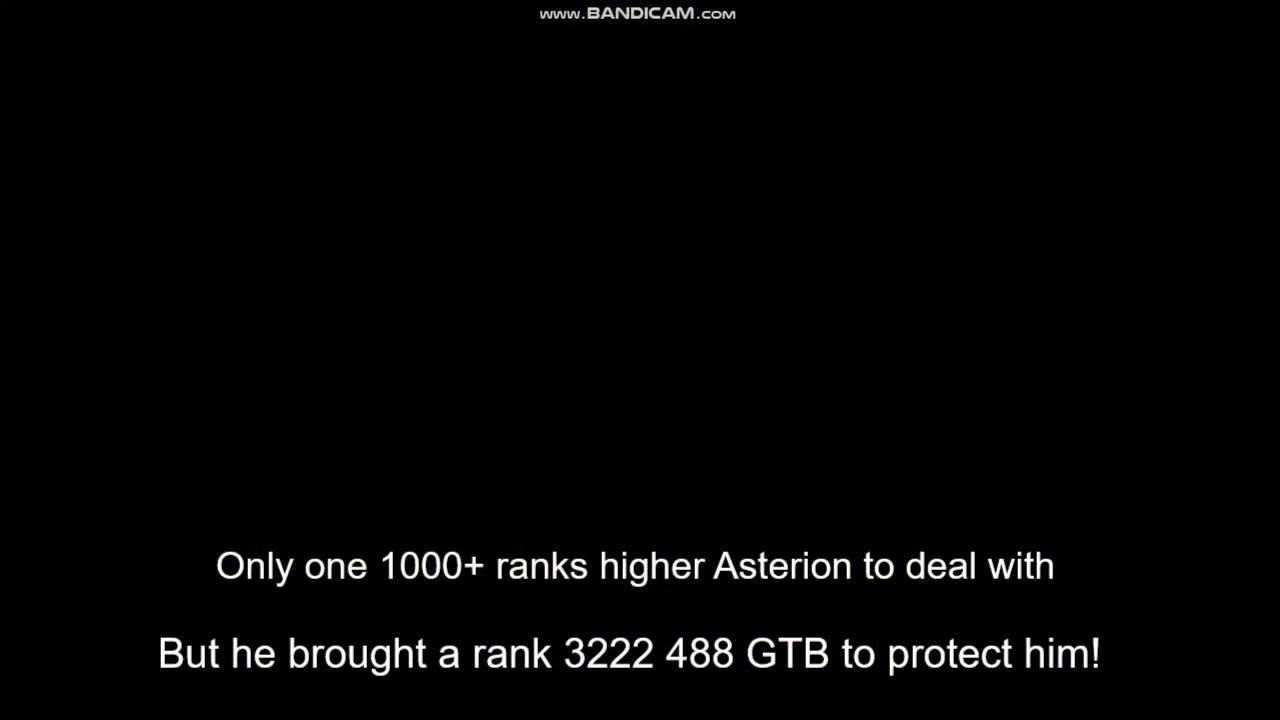 www.BANDICAM.com
Only one 1000+ ranks higher Asterion to deal with
But he brought a rank 3222 488 GTB to protect him!